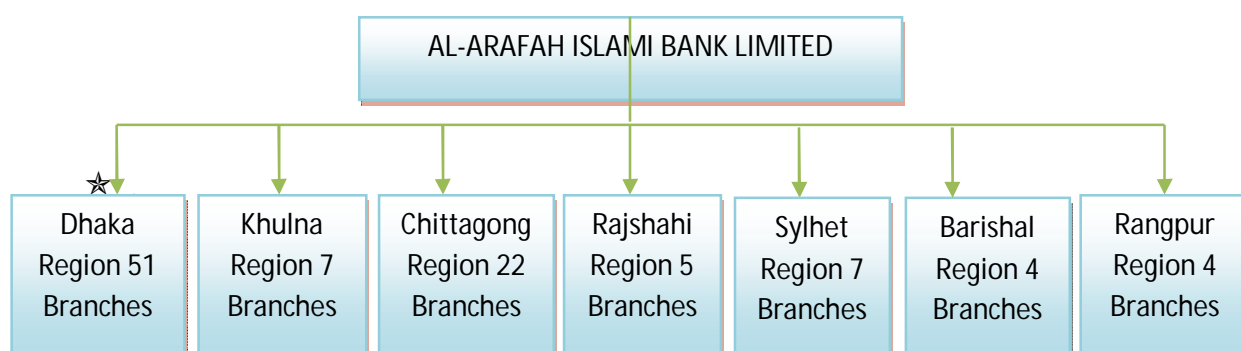 AL-ARAFAH ISLAMI BANK LIMITED
Dhaka
Region 51
Branches
Khulna
Region 7
Branches
Chittagong
Region 22
Branches
Rajshahi
Region 5
Branches
Sylhet
Region 7
Branches
Barishal
Region 4
Branches
Rangpur
Region 4
Branches